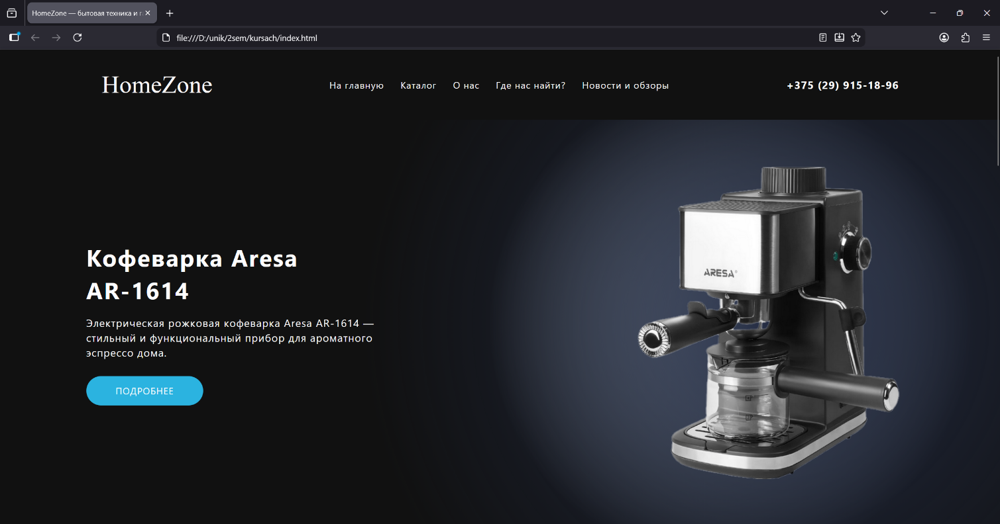 HomeZone — бытовая техника и г
file:///D:/unik/2sem/kursach/index.html
HomeZone
На главную Каталог О нас Где нас найти? Новости и обзоры
+375 (29) 915-18-96
Кофеварка Aresa
AR-1614
Электрическая рожковая кофеварка Aresa AR-1614 —
стильный и функциональный прибор для ароматного
эспрессо дома.
ПОДРОБНЕЕ
ARESA®